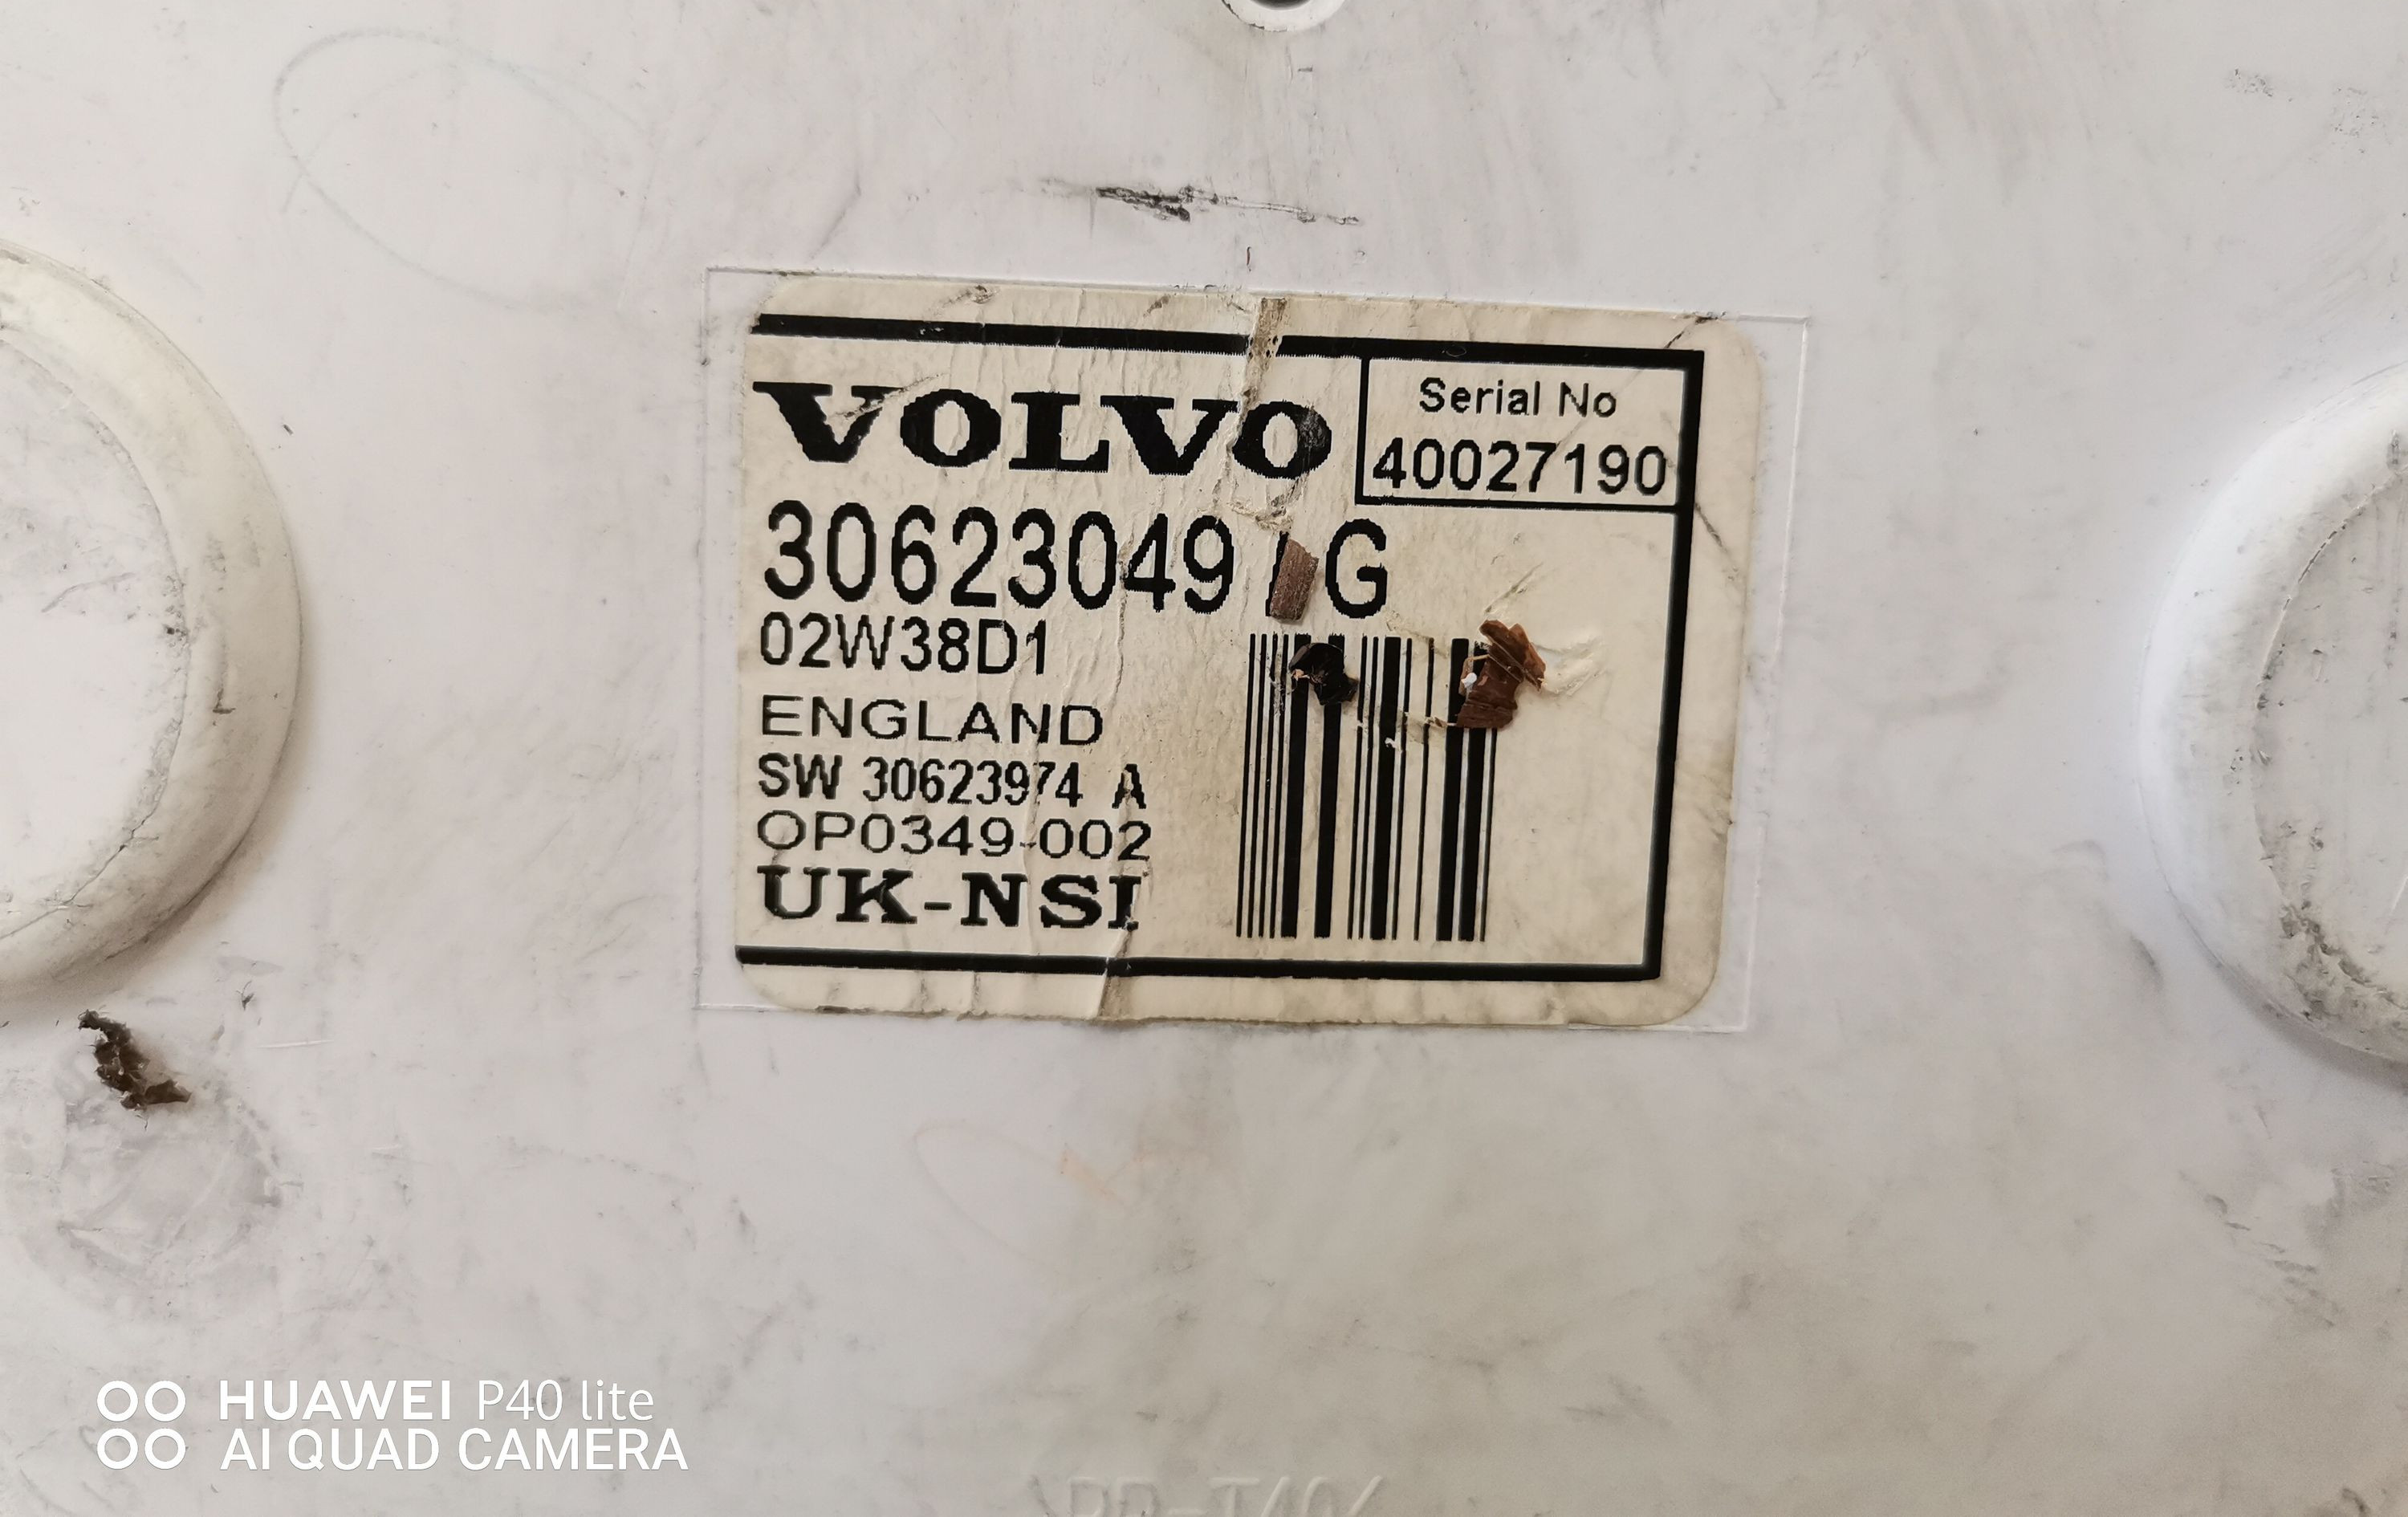 VOLVO
Serial No
40027190
30623049 / G
02W38D1
ENGLAND
SW 30623974 A
OP0349-002
UK-NSI
HUAWEI P40 lite
AI QUAD CAMERA